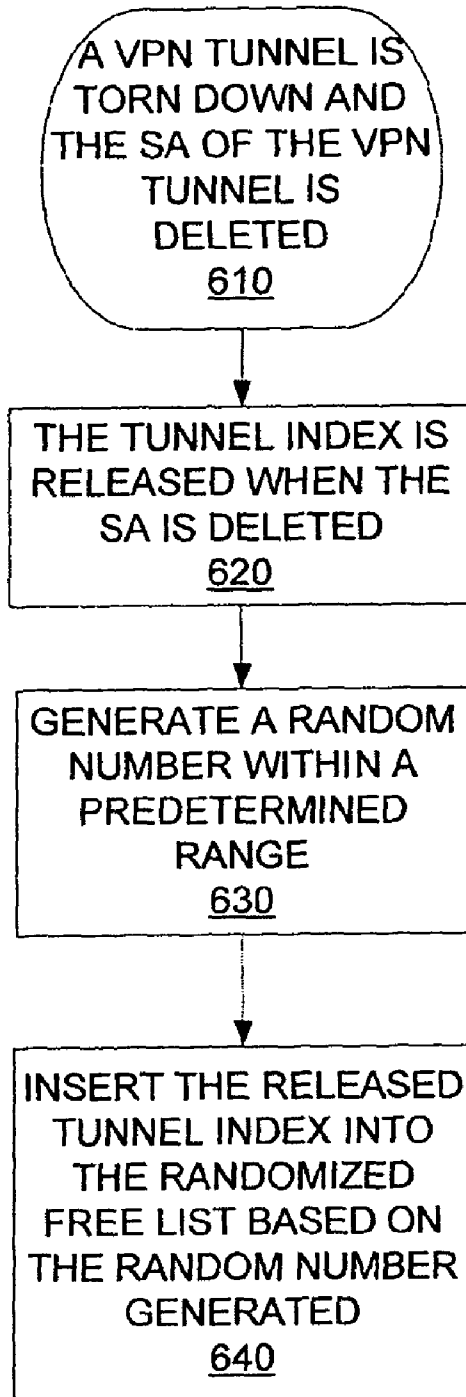 A VPN TUNNEL IS
TORN DOWN AND
THE SA OF THE VPN
TUNNEL IS
DELETED
610
THE TUNNEL INDEX IS
RELEASED WHEN THE
SA IS DELETED
620
GENERATE A RANDOM
NUMBER WITHIN A
PREDETERMINED
RANGE
630
INSERT THE RELEASED
TUNNEL INDEX INTO
THE RANDOMIZED
FREE LIST BASED ON
THE RANDOM NUMBER
GENERATED
640